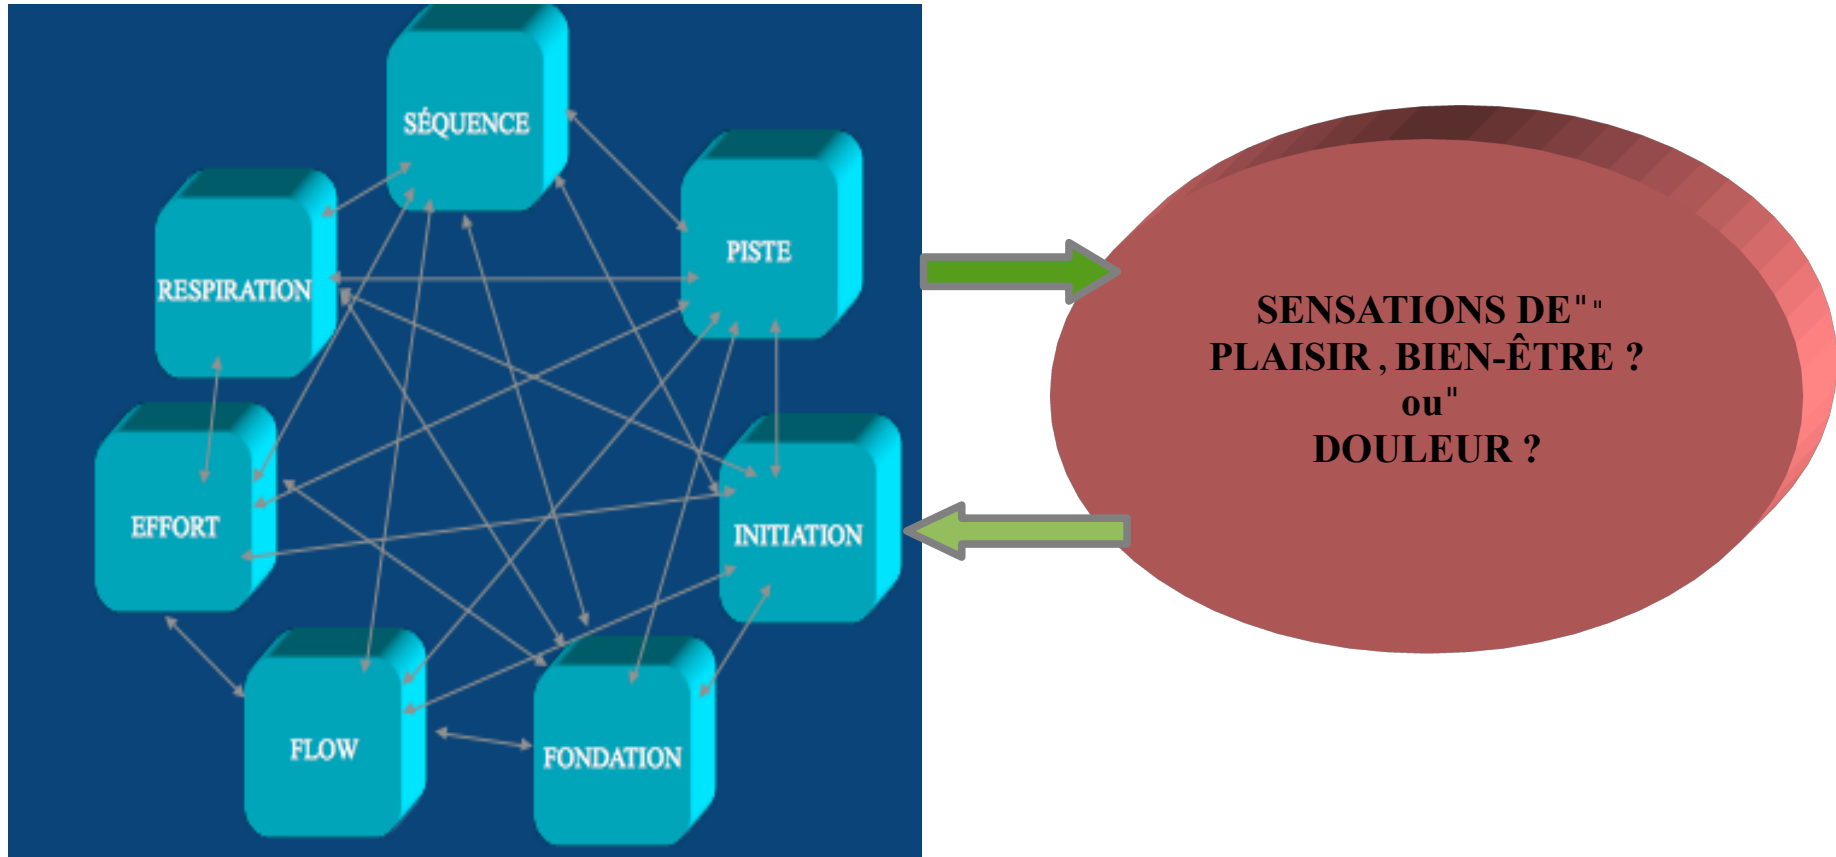 SÉQUENCE
PISTE
RESPIRATION
EFFORT
INITIATION
FLOW
FONDATION
SENSATIONS DE" "
PLAISIR , BIEN-ÊTRE ?
ou"
DOULEUR ?